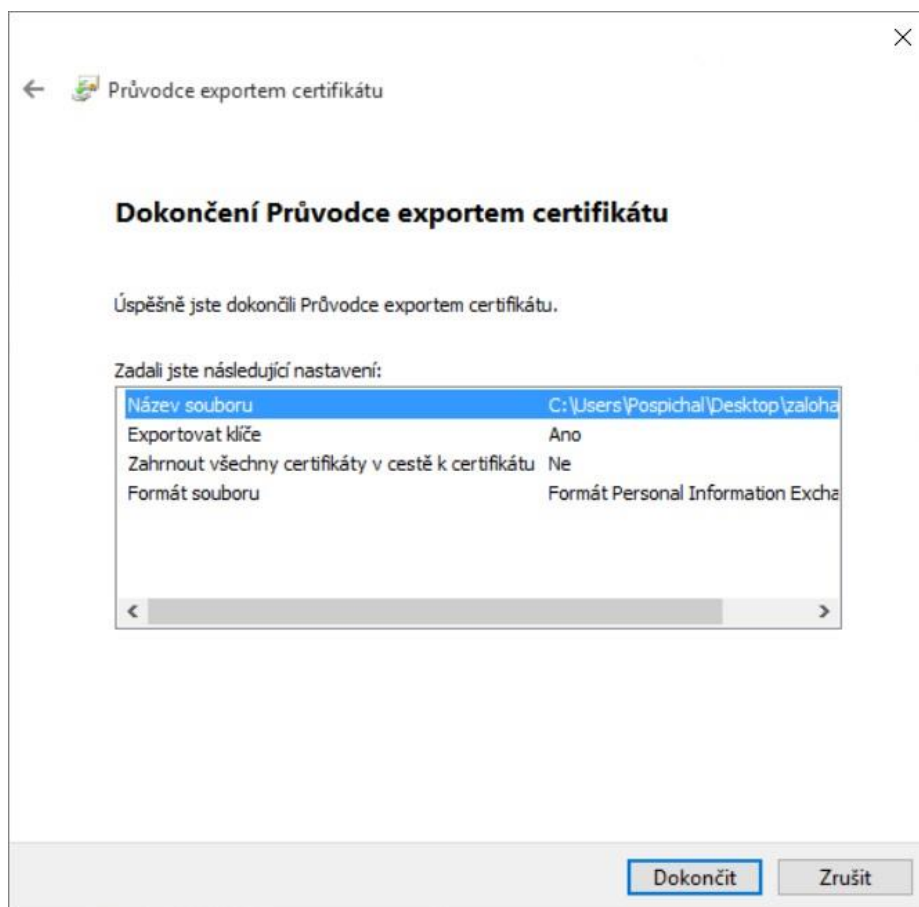 Průvodce exportem certifikátu
Dokončení Průvodce exportem certifikátu
Úspěšně jste dokončili Průvodce exportem certifikátu.
Zadali jste následující nastavení:
Název souboru C:\Users\Pospichal\Desktop\zaloha
Exportovat klíče Ano
Zahrnout všechny certifikáty v cestě k certifikátu Ne
Formát souboru Formát Personal Information Excha
Dokončit Zrušit